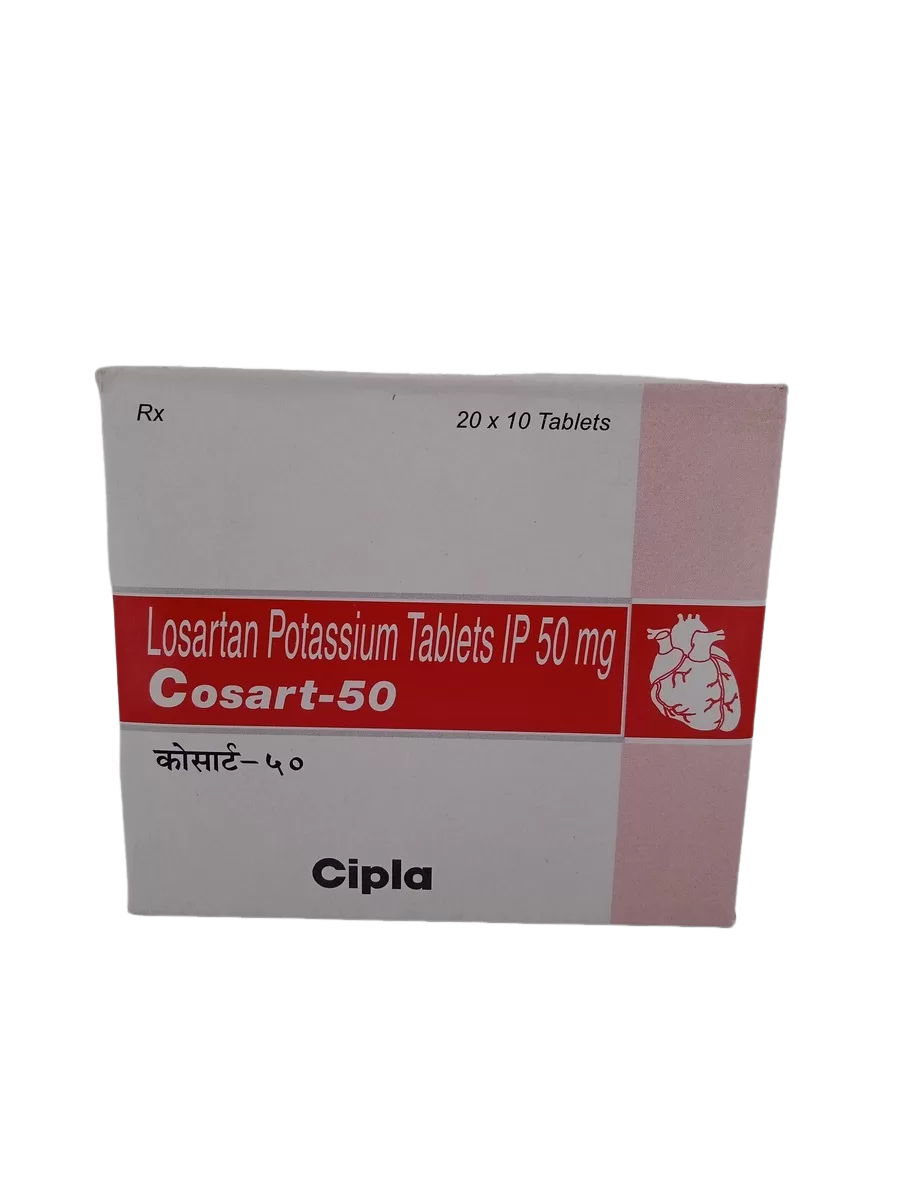 Rx
20 x 10 Tablets
Losartan Potassium Tablets IP 50 mg
Cosart-50
कोसार्ट–५०
Cipla